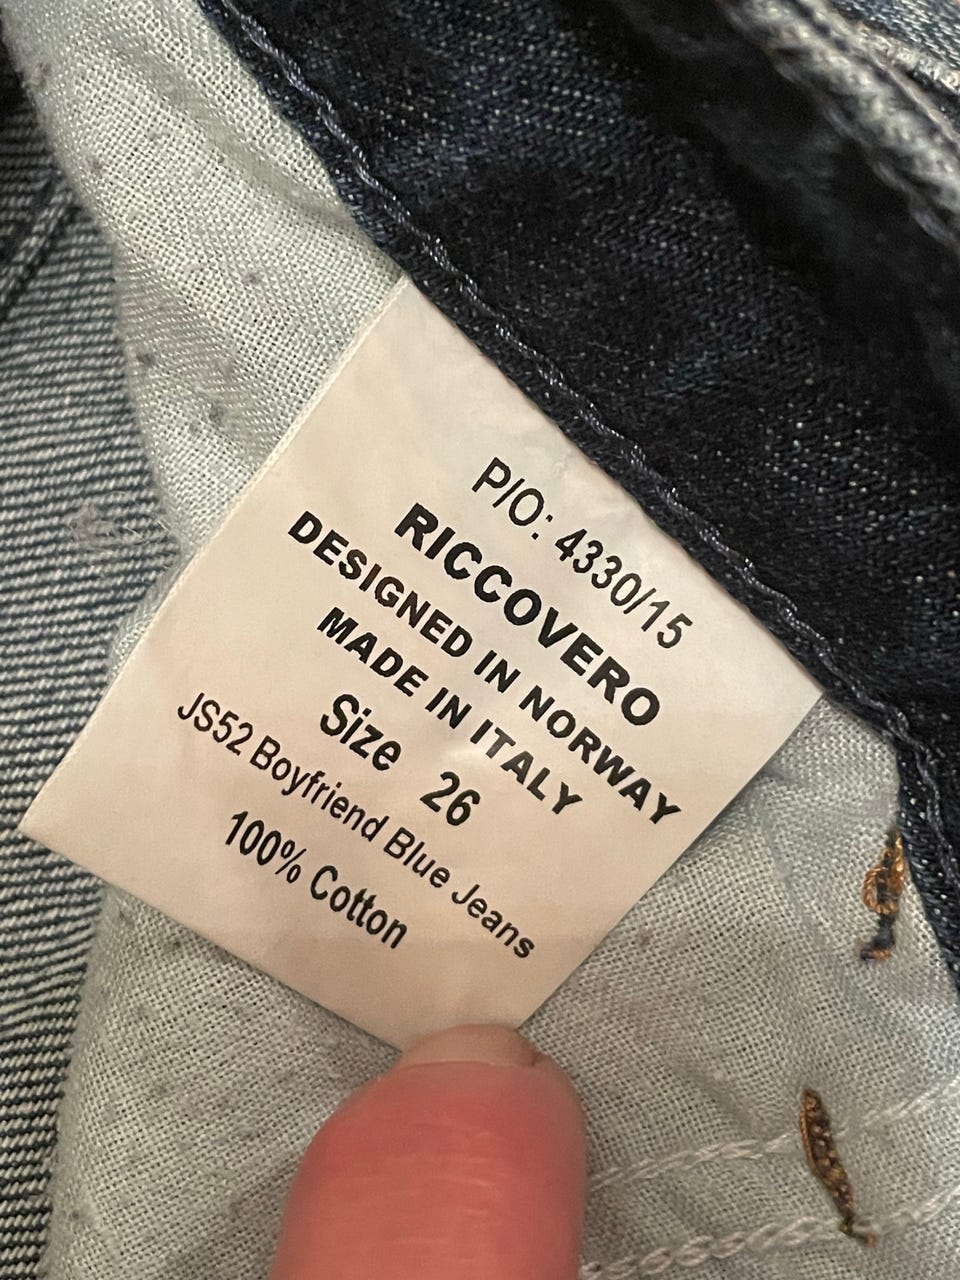 P/O: 4330/15
RICCOVERO
DESIGNED IN NORWAY
MADE IN ITALY
Size 26
JS52 Boyfriend Blue Jeans
100% Cotton